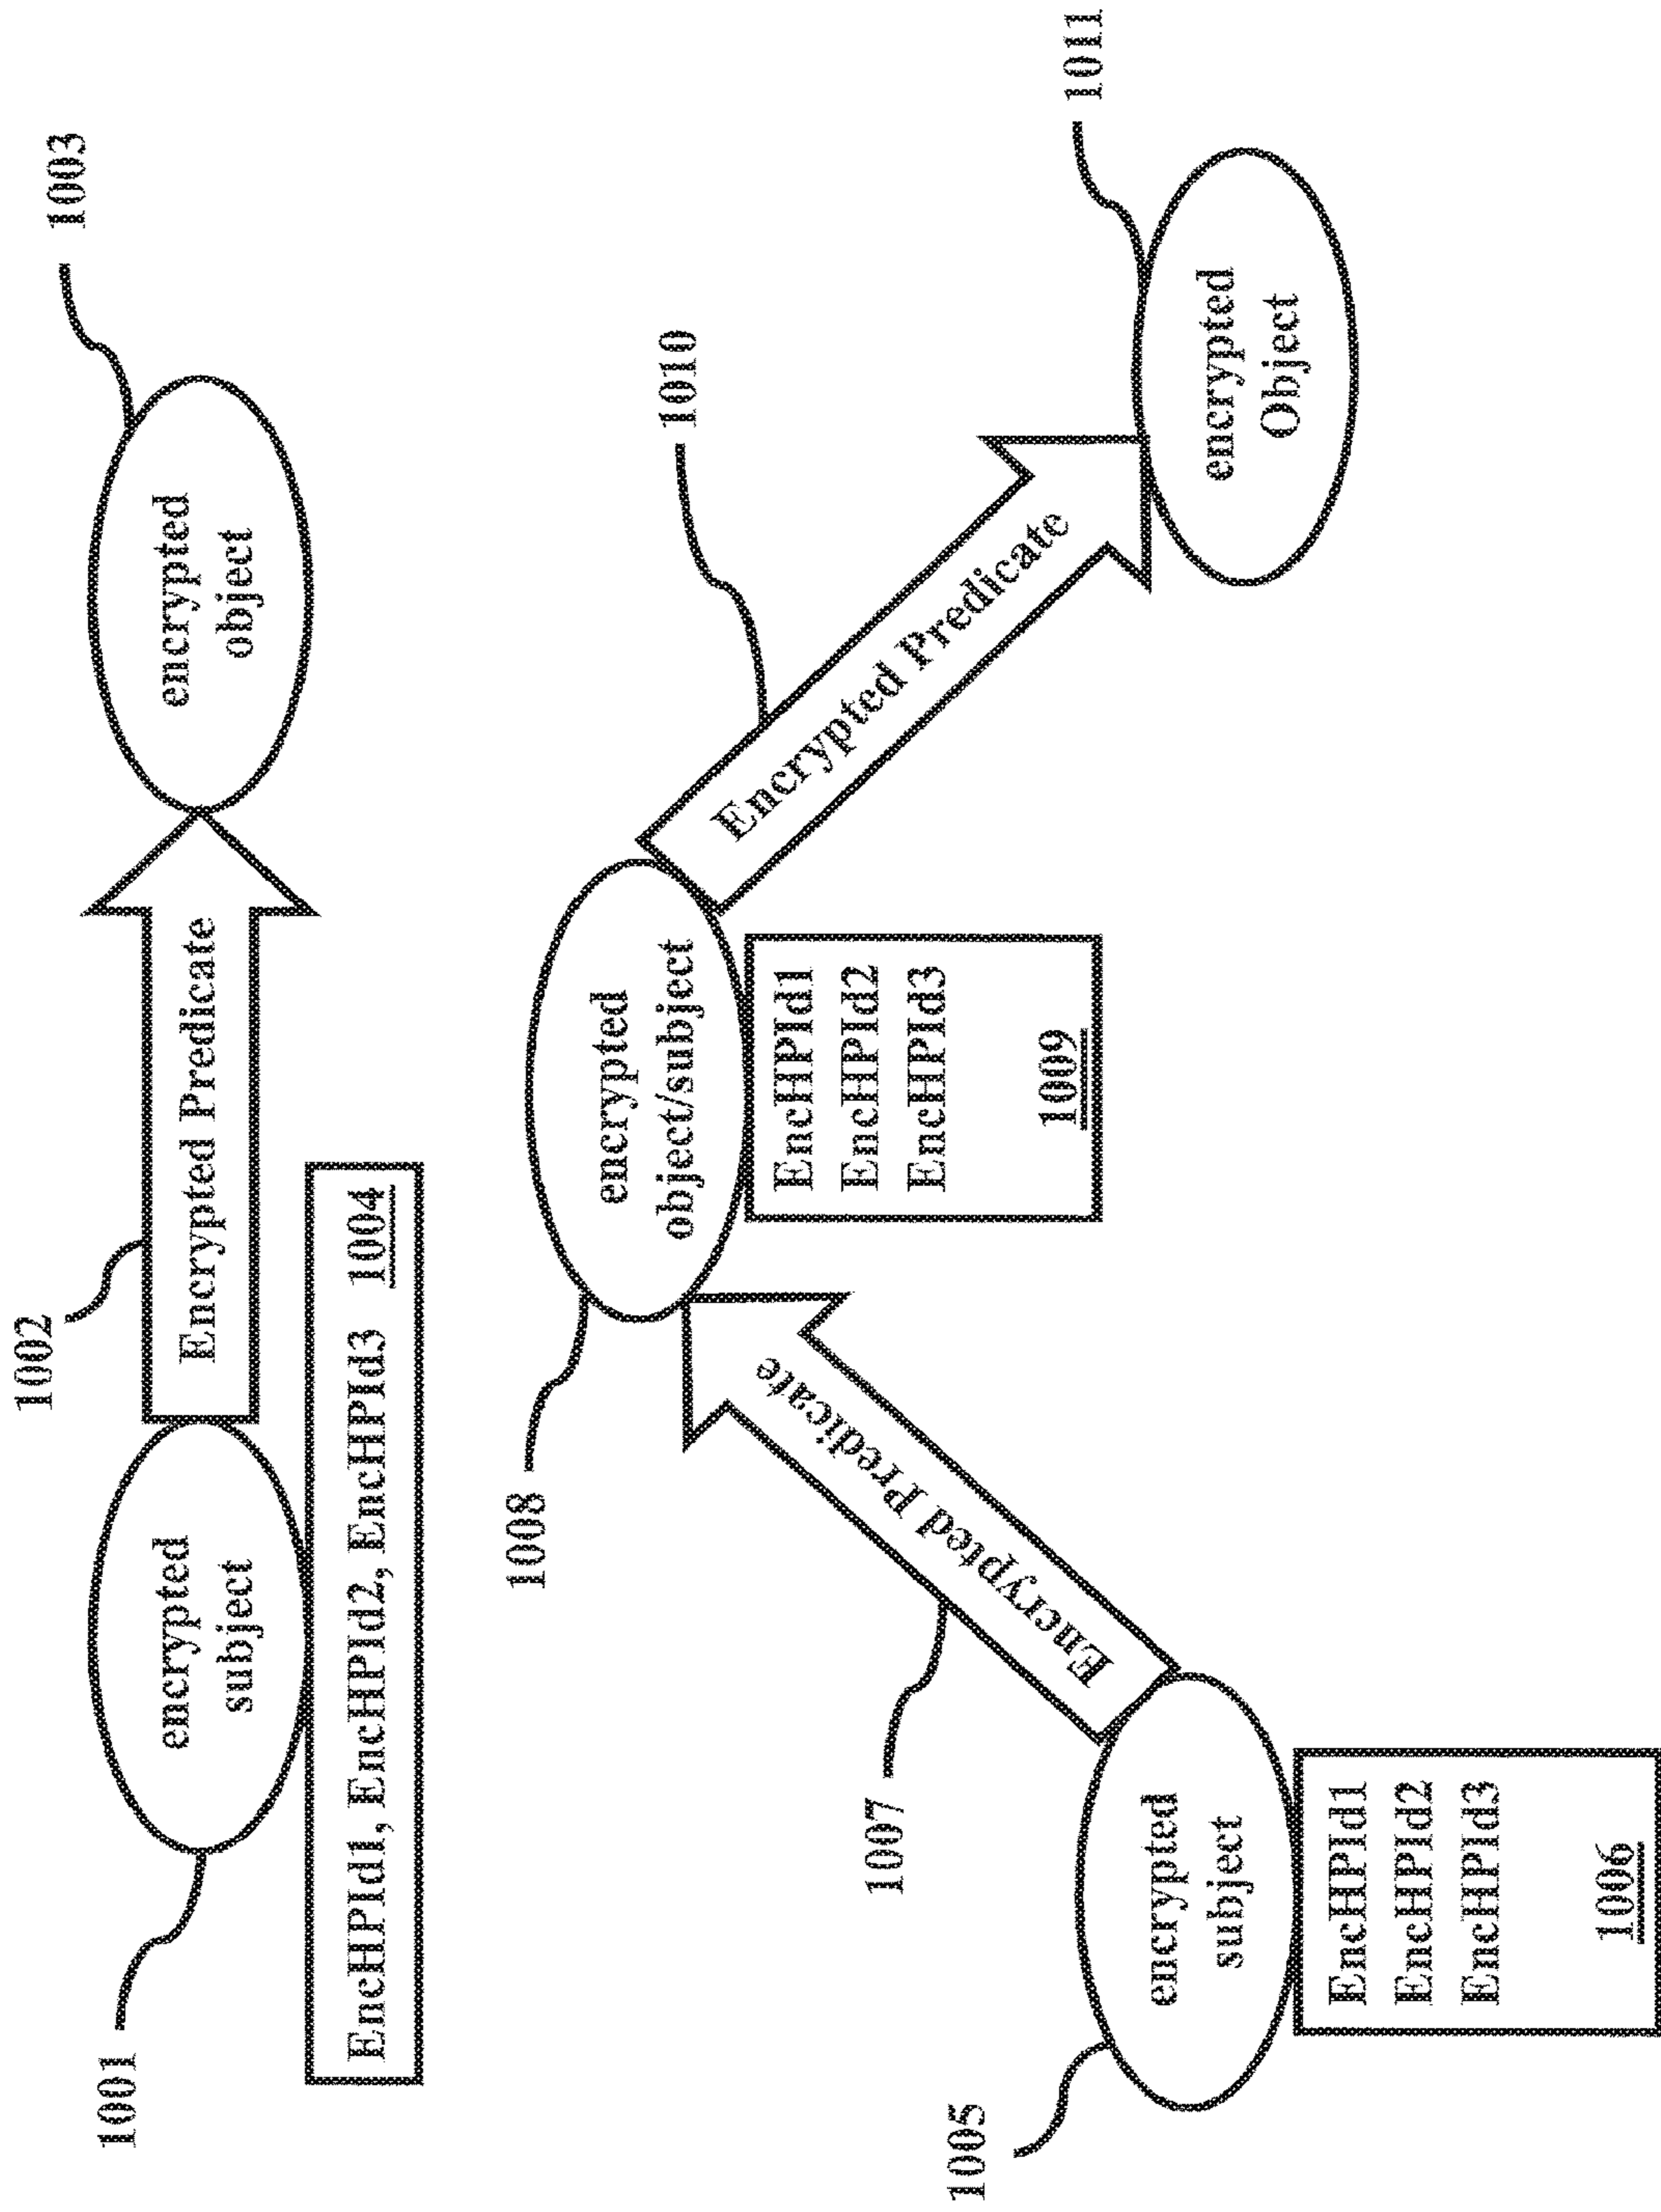 1001
1002
1003
encrypted
subject
Encrypted Predicate
encrypted
object
EncHPId1, EncHPId2, EncHPId3 1004
1005
1007
1008
1010
1011
encrypted
object/subject
EncHPId1
EncHPId2
EncHPId3
1009
Encrypted Predicate
Encrypted Predicate
encrypted
subject
EncHPId1
EncHPId2
EncHPId3
1006
encrypted
Object